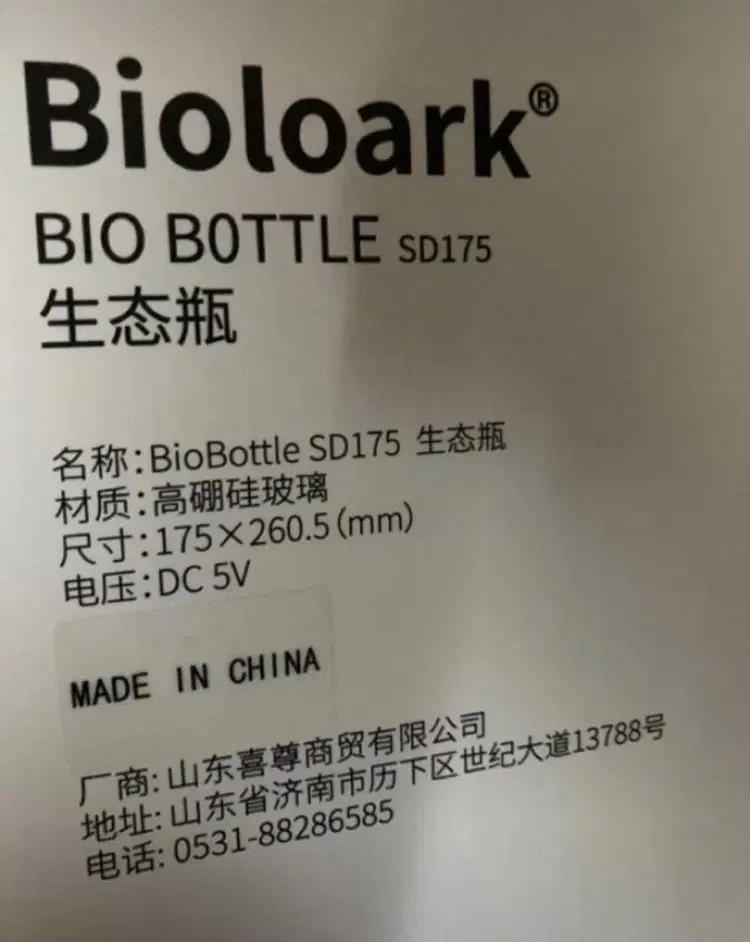 Bioloark®
BIO BOTTLE SD175
生态瓶
名称:BioBottle SD175 生态瓶
材质:高硼硅玻璃
尺寸:175×260.5(mm)
电压:DC 5V
MADE IN CHINA
厂商: 山东喜尊商贸有限公司
地址: 山东省济南市历下区世纪大道13788号
电话: 0531-88286585